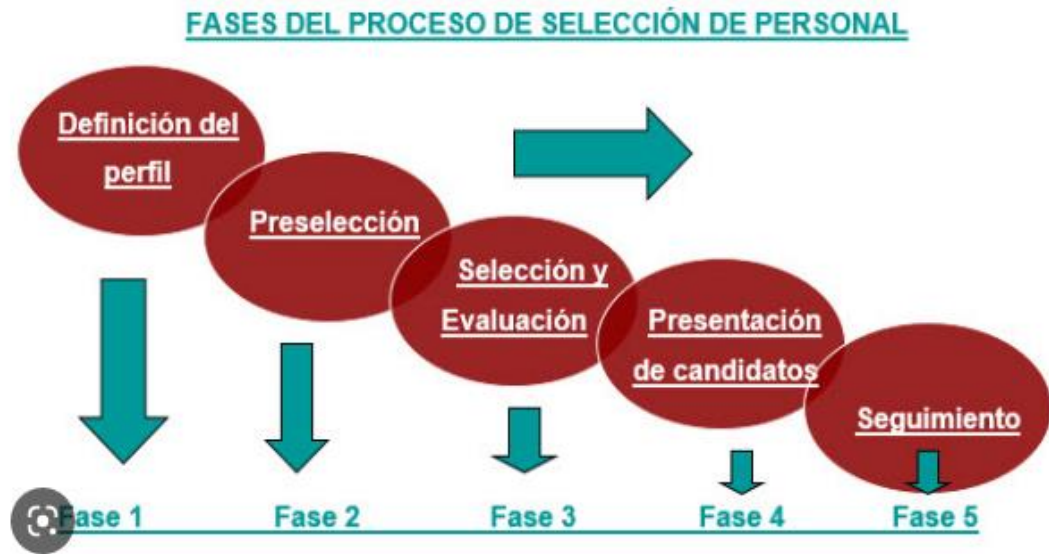 FASES DEL PROCESO DE SELECCIÓN DE PERSONAL
Definición del
perfil
Preselección
Selección y
Evaluación
Presentación
de candidatos
Seguimiento
Fase 1 Fase 2 Fase 3 Fase 4 Fase 5